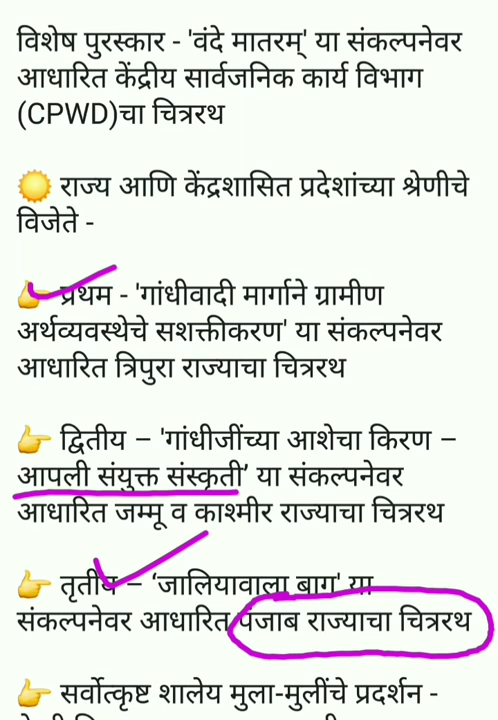 विशेष पुरस्कार - 'वंदे मातरम्' या संकल्पनेवर
आधारित केंद्रीय सार्वजनिक कार्य विभाग
(CPWD)चा चित्ररथ
राज्य आणि केंद्रशासित प्रदेशांच्या श्रेणीचे
विजेते -
प्रथम - 'गांधीवादी मार्गाने ग्रामीण
अर्थव्यवस्थेचे सशक्तीकरण' या संकल्पनेवर
आधारित त्रिपुरा राज्याचा चित्ररथ
द्वितीय – 'गांधीजींच्या आशेचा किरण –
आपली संयुक्त संस्कृती’ या संकल्पनेवर
आधारित जम्मू व काश्मीर राज्याचा चित्ररथ
तृतीय – ‘जालियावाला बाग' या
संकल्पनेवर आधारित पंजाब राज्याचा चित्ररथ
सर्वोत्कृष्ट शालेय मुला-मुलींचे प्रदर्शन -